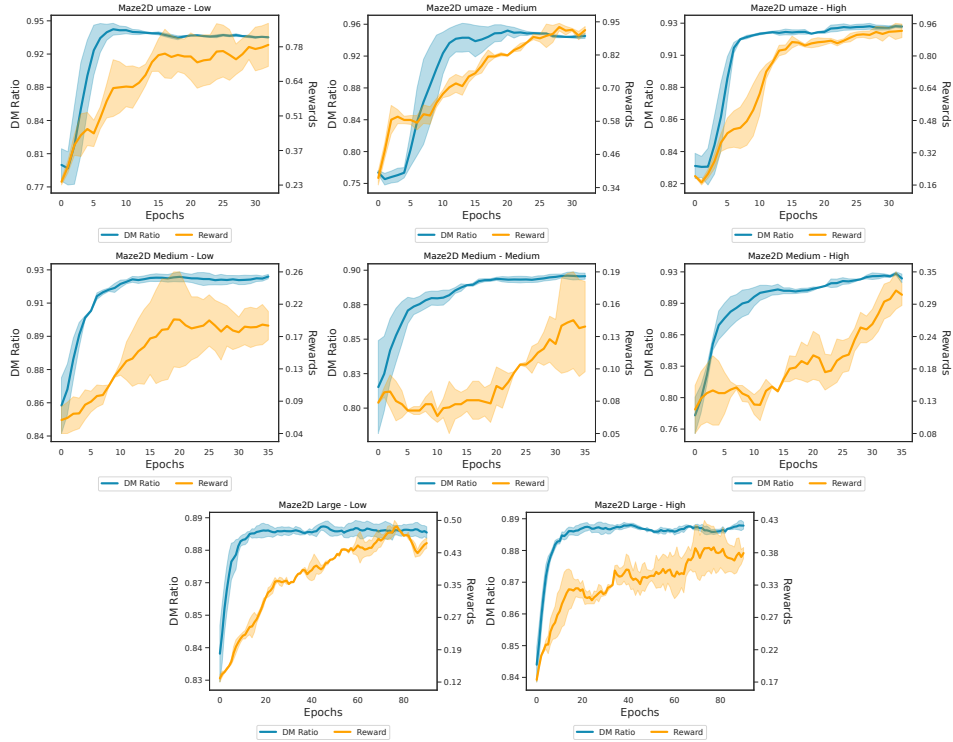 Maze2D umaze - Low
0.95
0.92
0.88
0.84
0.81
0.77
DM Ratio
0.78
0.64
0.51
0.37
0.23
Rewards
0 5 10 15 20 25 30
Epochs
DM Ratio Reward
Maze2D umaze - Medium
0.96
0.92
0.88
0.84
0.80
0.75
DM Ratio
0.95
0.83
0.70
0.58
0.46
0.34
Rewards
0 5 10 15 20 25 30
Epochs
DM Ratio Reward
Maze2D umaze - High
0.93
0.91
0.89
0.86
0.84
0.82
DM Ratio
0.96
0.80
0.64
0.48
0.32
0.16
Rewards
0 5 10 15 20 25 30
Epochs
DM Ratio Reward
Maze2D Medium - Low
0.93
0.91
0.89
0.88
0.86
0.84
DM Ratio
0.26
0.22
0.17
0.13
0.09
0.04
Rewards
0 5 10 15 20 25 30 35
Epochs
DM Ratio Reward
Maze2D Medium - Medium
0.90
0.88
0.85
0.83
0.80
DM Ratio
0.19
0.16
0.13
0.10
0.08
0.05
Rewards
0 5 10 15 20 25 30 35
Epochs
DM Ratio Reward
Maze2D Medium - High
0.93
0.89
0.86
0.83
0.80
0.76
DM Ratio
0.35
0.29
0.24
0.18
0.13
0.08
Rewards
0 5 10 15 20 25 30 35
Epochs
DM Ratio Reward
Maze2D Large - Low
0.89
0.88
0.87
0.85
0.84
0.83
DM Ratio
0.50
0.43
0.35
0.27
0.19
0.12
Rewards
0 20 40 60 80
Epochs
DM Ratio Reward
Maze2D Large - High
0.89
0.88
0.87
0.86
0.85
0.84
DM Ratio
0.43
0.38
0.33
0.27
0.22
0.17
Rewards
0 20 40 60 80
Epochs
DM Ratio Reward